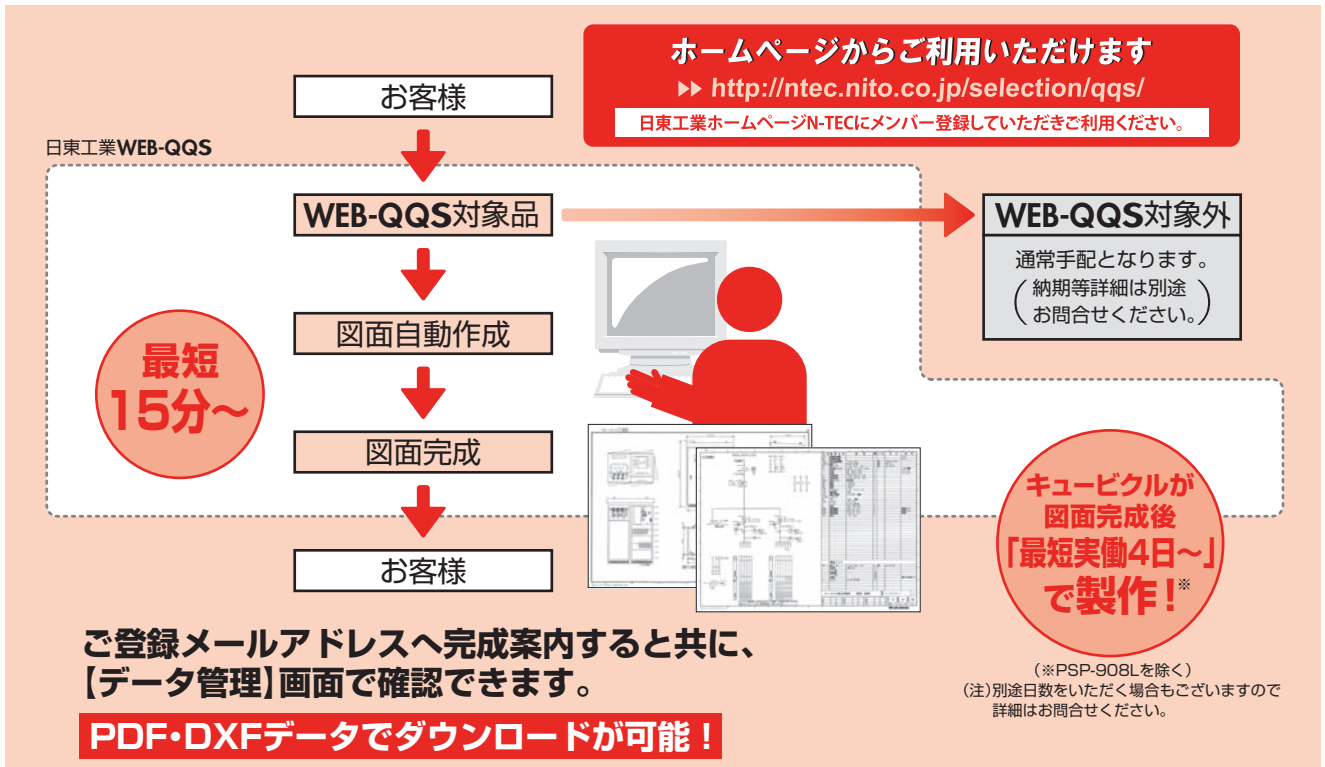 ホームページからご利用いただけます
http://ntec.nito.co.jp/selection/qqs/
日東工業ホームページN-TECにメンバー登録していただきご利用ください。
お客様
日東工業WEB-QQS
WEB-QQS対象品
WEB-QQS対象外
通常手配となります。
(納期等詳細は別途
お問合せください。)
図面自動作成
最短
15分〜
図面完成
キュービクルが
図面完成後
「最短実働4日〜」
で製作!※
お客様
(※PSP-908Lを除く)
(注)別途日数をいただく場合もございますので
詳細はお問合せください。
ご登録メールアドレスへ完成案内すると共に、
【データ管理】画面で確認できます。
PDF・DXFデータでダウンロードが可能!